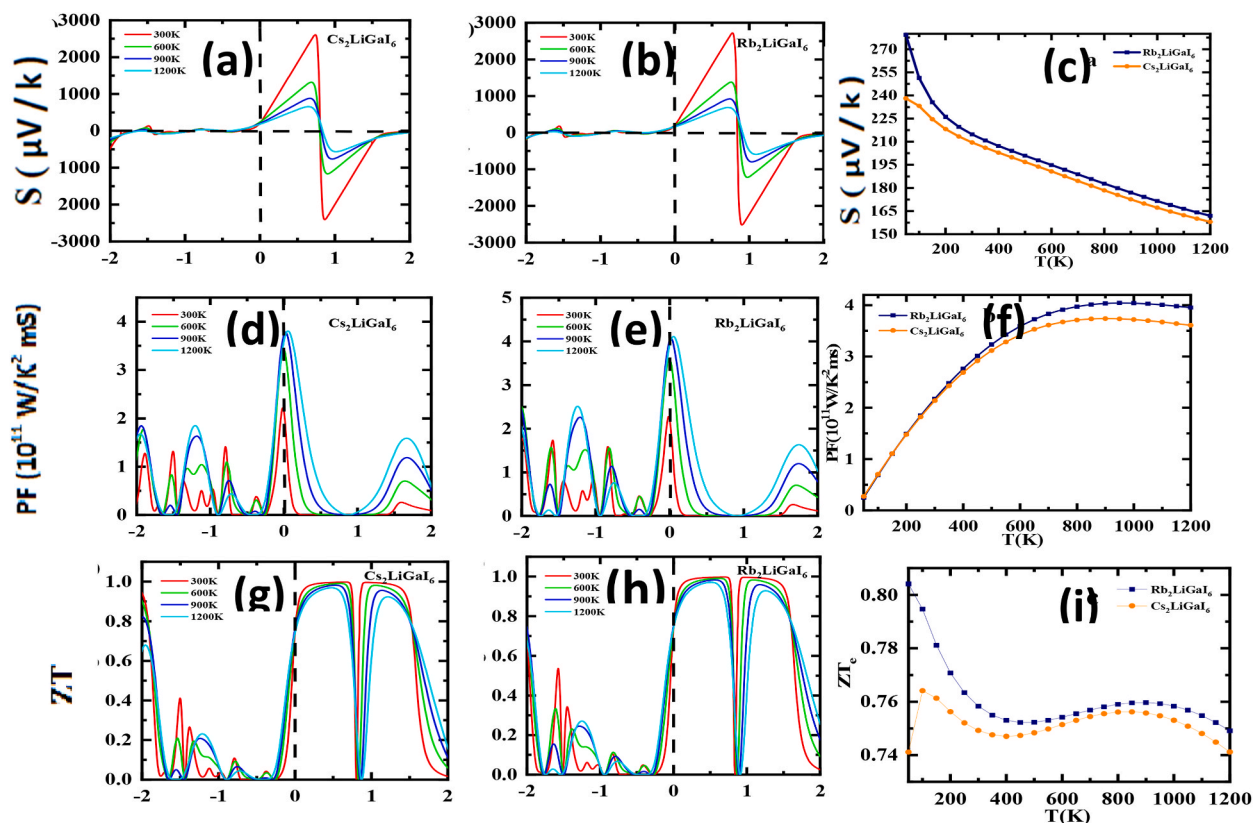 S ( μV / k)
3000
2000
1000
0
1000
2000
-3000
300K
600K
900K
1200K
(a)
Cs₂LiGaI₆
-2 -1 0 1 2
3000
2000
1000
0
-1000
-2000
-3000
300K
600K
900K
1200K
(b)
Rb₂LiGaI₆
-2 -1 0 1 2
S ( μV / k)
270
255
240
225
210
195
180
165
150
(c)
a
Rb₂LiGaI₆
Cs₂LiGaI₆
200 400 600 800 1000 1200
T(K)
PF (10¹¹ W/K² mS)
4
3
2
1
0
300K
600K
900K
1200K
(d)
Cs₂LiGaI₆
-2 -1 0 1 2
5
4
3
2
1
0
300K
600K
900K
1200K
(e)
Rb₂LiGaI₆
-2 -1 0 1 2
PF(10¹¹W/K²ms)
4
3
2
1
0
Rb₂LiGaI₆
Cs₂LiGaI₆
(f)
200 400 600 800 1000 1200
T(K)
ZT
1.0
0.8
0.6
0.4
0.2
0.0
300K
600K
900K
1200K
(g)
Cs₂LiGaI₆
-2 -1 0 1 2
1.0
0.8
0.6
0.4
0.2
0.0
300K
600K
900K
1200K
(h)
Rb₂LiGaI₆
-2 -1 0 1 2
ZTₑ
0.80
0.78
0.76
0.74
(i)
Rb₂LiGaI₆
Cs₂LiGaI₆
200 400 600 800 1000 1200
T(K)